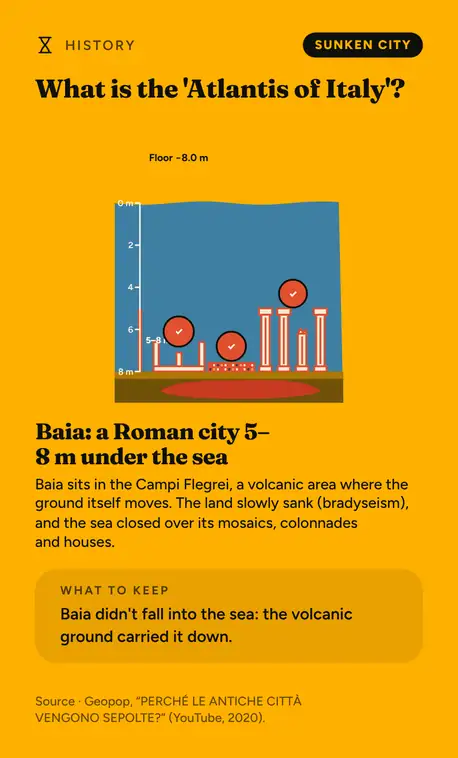 HISTORY
SUNKEN CITY
What is the 'Atlantis of Italy'?
Floor −8.0 m
0 m
2
4
6
5–8
8 m
Baia: a Roman city 5–
8 m under the sea
Baia sits in the Campi Flegrei, a volcanic area where the
ground itself moves. The land slowly sank (bradyseism),
and the sea closed over its mosaics, colonnades
and houses.
WHAT TO KEEP
Baia didn't fall into the sea: the volcanic
ground carried it down.
Source · Geopop, "PERCHÉ LE ANTICHE CITTÀ
VENGONO SEPOLTE?" (YouTube, 2020).